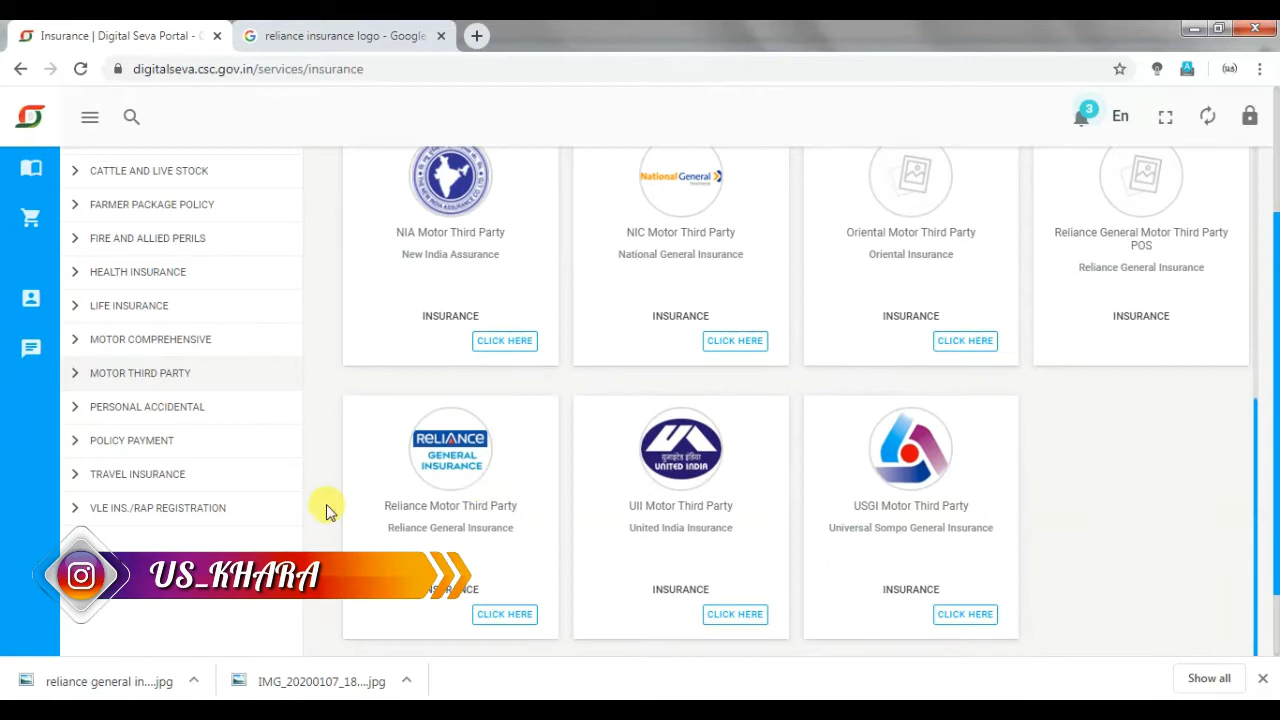 Insurance | Digital Seva Portal - C
reliance insurance logo - Google
digitalseva.csc.gov.in/services/insurance
3
En
CATTLE AND LIVE STOCK
FARMER PACKAGE POLICY
FIRE AND ALLIED PERILS
HEALTH INSURANCE
LIFE INSURANCE
MOTOR COMPREHENSIVE
MOTOR THIRD PARTY
PERSONAL ACCIDENTAL
POLICY PAYMENT
TRAVEL INSURANCE
VLE INS./RAP REGISTRATION
NIA Motor Third Party
New India Assurance
INSURANCE
CLICK HERE
National General
Insurance
NIC Motor Third Party
National General Insurance
INSURANCE
CLICK HERE
Oriental Motor Third Party
Oriental Insurance
INSURANCE
CLICK HERE
Reliance General Motor Third Party
POS
Reliance General Insurance
INSURANCE
RELIANCE
GENERAL
INSURANCE
Reliance Motor Third Party
Reliance General Insurance
CLICK HERE
यूनाइटेड इंडिया
UNITED INDIA
UII Motor Third Party
United India Insurance
INSURANCE
CLICK HERE
USGI Motor Third Party
Universal Sompo General Insurance
INSURANCE
CLICK HERE
US_KHARA
reliance general in....jpg
IMG_20200107_18....jpg
Show all